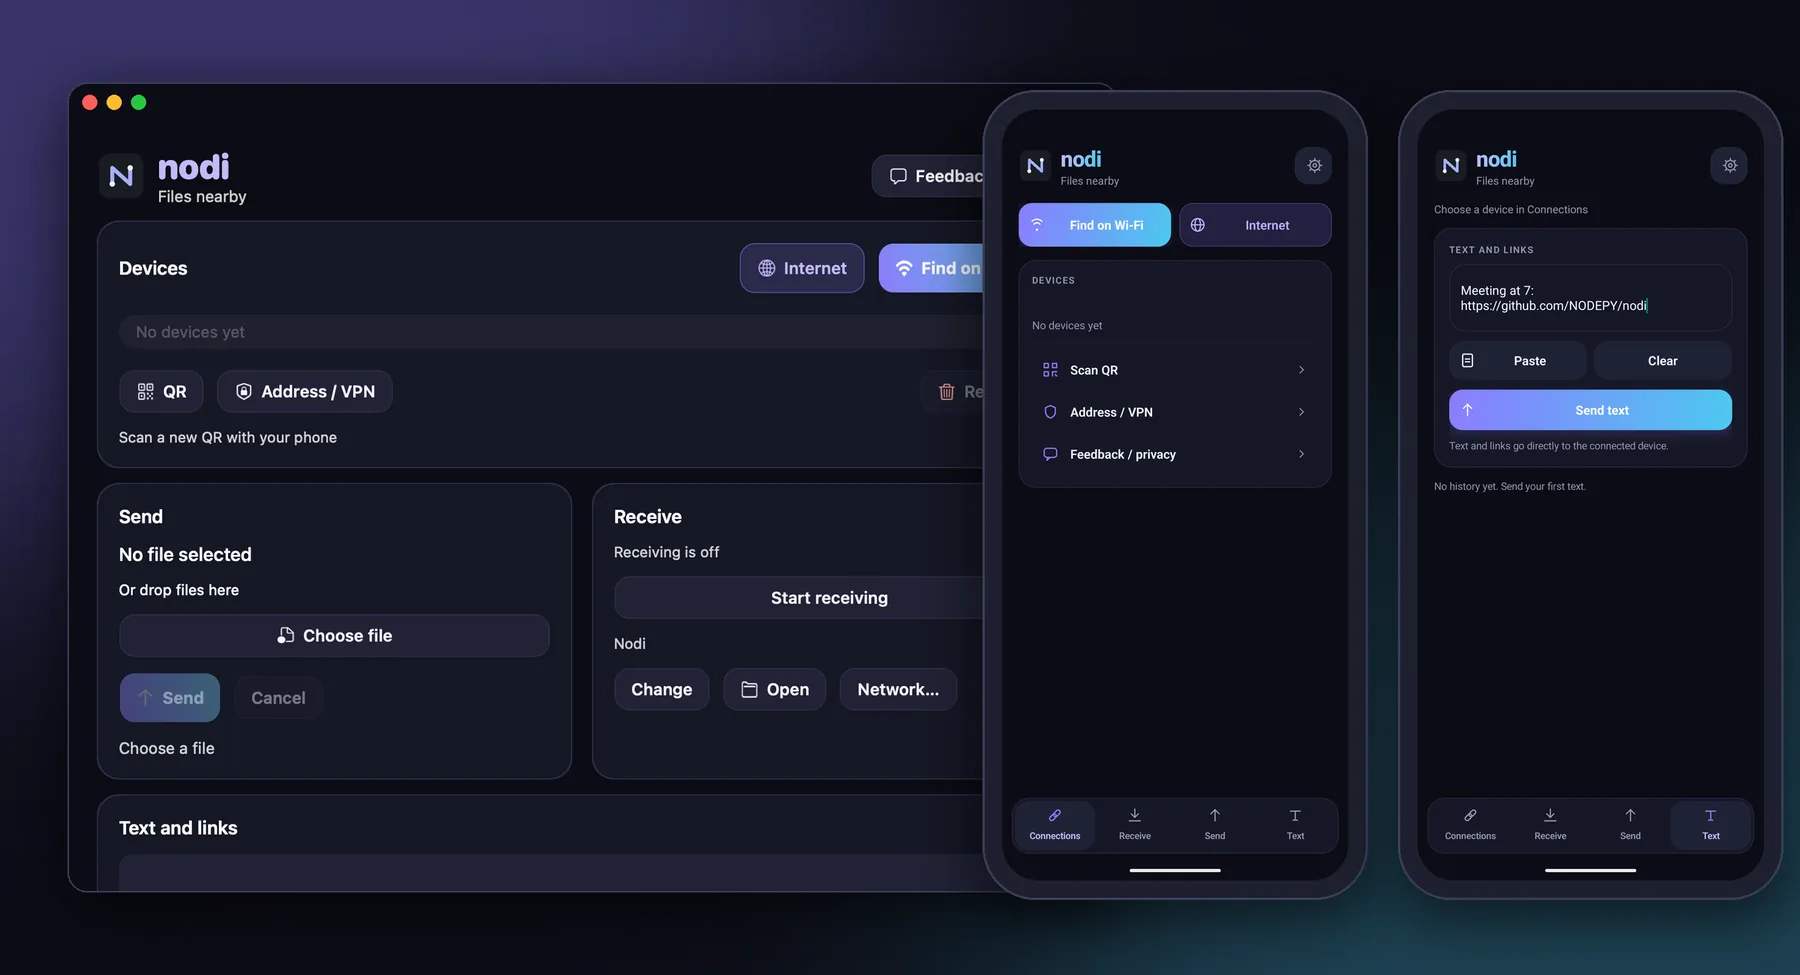 nodi
Files nearby
Feedbac
Devices
Internet
Find on
No devices yet
QR
Address / VPN
Re
Scan a new QR with your phone
Send
No file selected
Or drop files here
Choose file
Send
Cancel
Choose a file
Receive
Receiving is off
Start receiving
Nodi
Change
Open
Network...
Text and links
nodi
Files nearby
Find on Wi-Fi
Internet
DEVICES
No devices yet
Scan QR
Address / VPN
Feedback / privacy
Connections
Receive
Send
Text
nodi
Files nearby
Choose a device in Connections
TEXT AND LINKS
Meeting at 7:
https://github.com/NODEPY/nodi
Paste
Clear
Send text
Text and links go directly to the connected device.
No history yet. Send your first text.
Connections
Receive
Send
Text